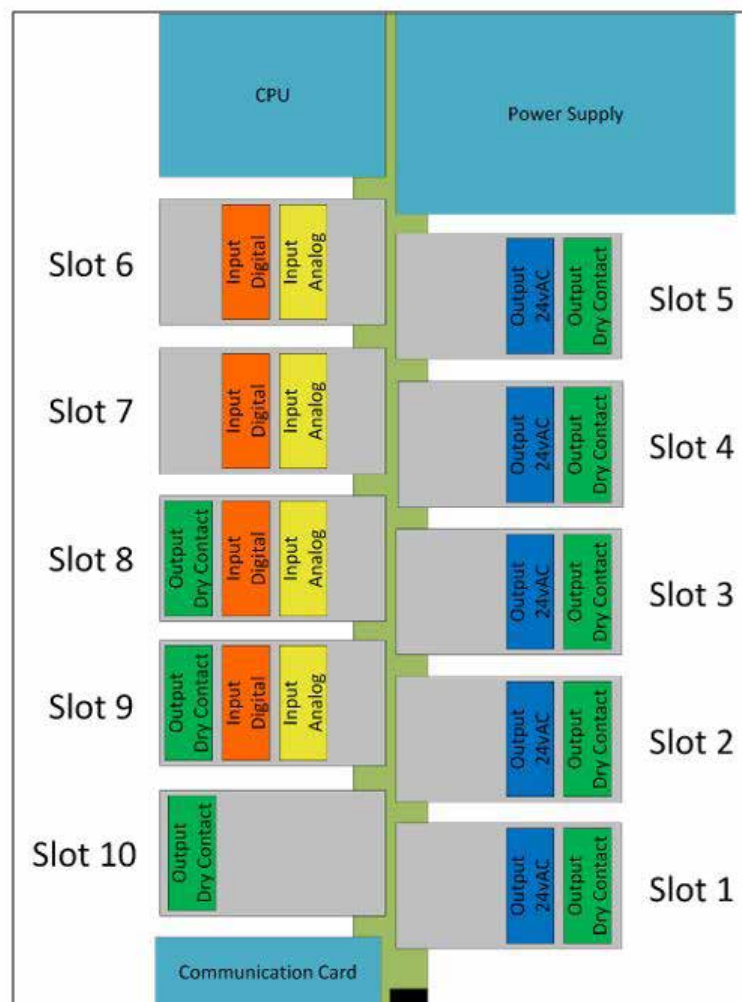 CPU
Power Supply
Slot 6
Input
Digital
Input
Analog
Output
24vAC
Output
Dry Contact
Slot 5
Slot 7
Input
Digital
Input
Analog
Output
24vAC
Output
Dry Contact
Slot 4
Slot 8
Output
Dry Contact
Input
Digital
Input
Analog
Output
24vAC
Output
Dry Contact
Slot 3
Slot 9
Output
Dry Contact
Input
Digital
Input
Analog
Output
24vAC
Output
Dry Contact
Slot 2
Slot 10
Output
Dry Contact
Output
24vAC
Output
Dry Contact
Slot 1
Communication Card